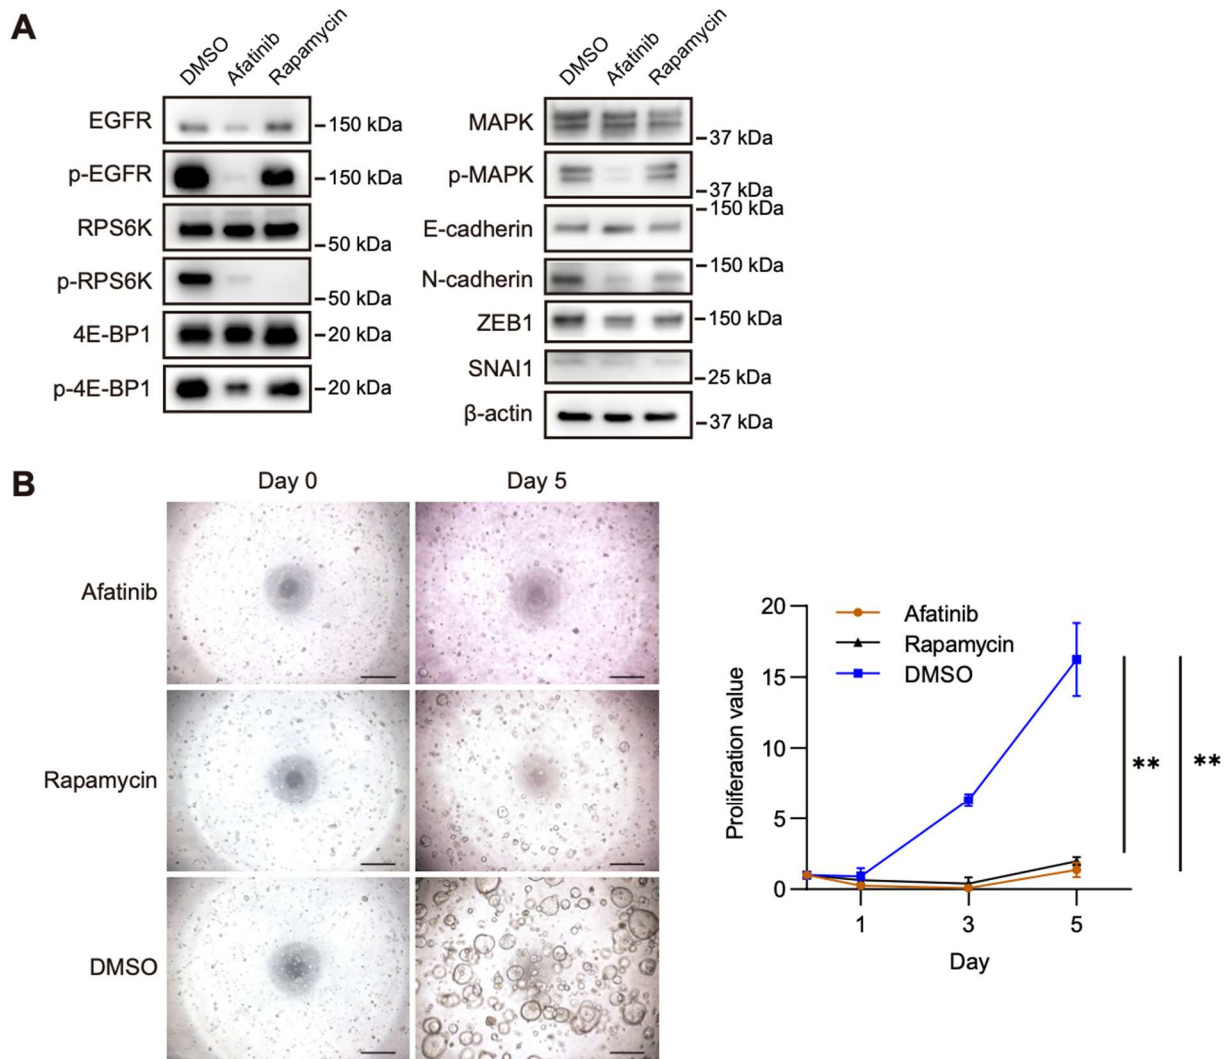 A
DMSO
Afatinib
Rapamycin
EGFR
150 kDa
p-EGFR
150 kDa
RPS6K
50 kDa
p-RPS6K
50 kDa
4E-BP1
20 kDa
p-4E-BP1
20 kDa
DMSO
Afatinib
Rapamycin
MAPK
37 kDa
p-MAPK
37 kDa
150 kDa
E-cadherin
N-cadherin
150 kDa
ZEB1
150 kDa
SNAI1
25 kDa
β-actin
37 kDa
B
Day 0
Day 5
Afatinib
Rapamycin
DMSO
Proliferation value
20
15
10
5
0
Afatinib
Rapamycin
DMSO
**
**
1
3
5
Day